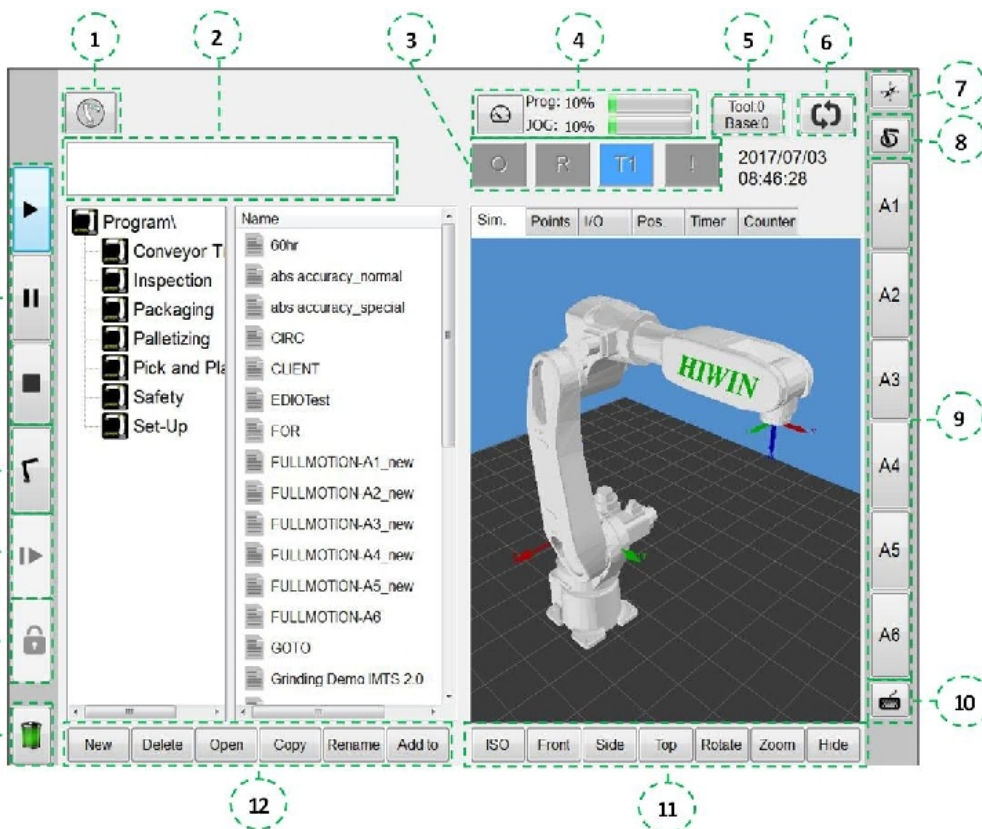 1
2
3
4
5
6
7
8
9
10
11
12
Prog: 10%
JOG: 10%
Tool:0
Base:0
O
R
T1
!
2017/07/03
08:46:28
Program\
Conveyor T
Inspection
Packaging
Palletizing
Pick and Pla
Safety
Set-Up
Name
60hr
abs accuracy_normal
abs accuracy_special
CIRC
CLIENT
EDIOTest
FOR
FULLMOTION-A1_new
FULLMOTION-A2_new
FULLMOTION-A3_new
FULLMOTION-A4_new
FULLMOTION-A5_new
FULLMOTION-A6
GOTO
Grinding Demo IMTS 2.0
Sim.
Points
I/O
Pos.
Timer
Counter
HIWIN
A1
A2
A3
A4
A5
A6
New
Delete
Open
Copy
Rename
Add to
ISO
Front
Side
Top
Rotate
Zoom
Hide